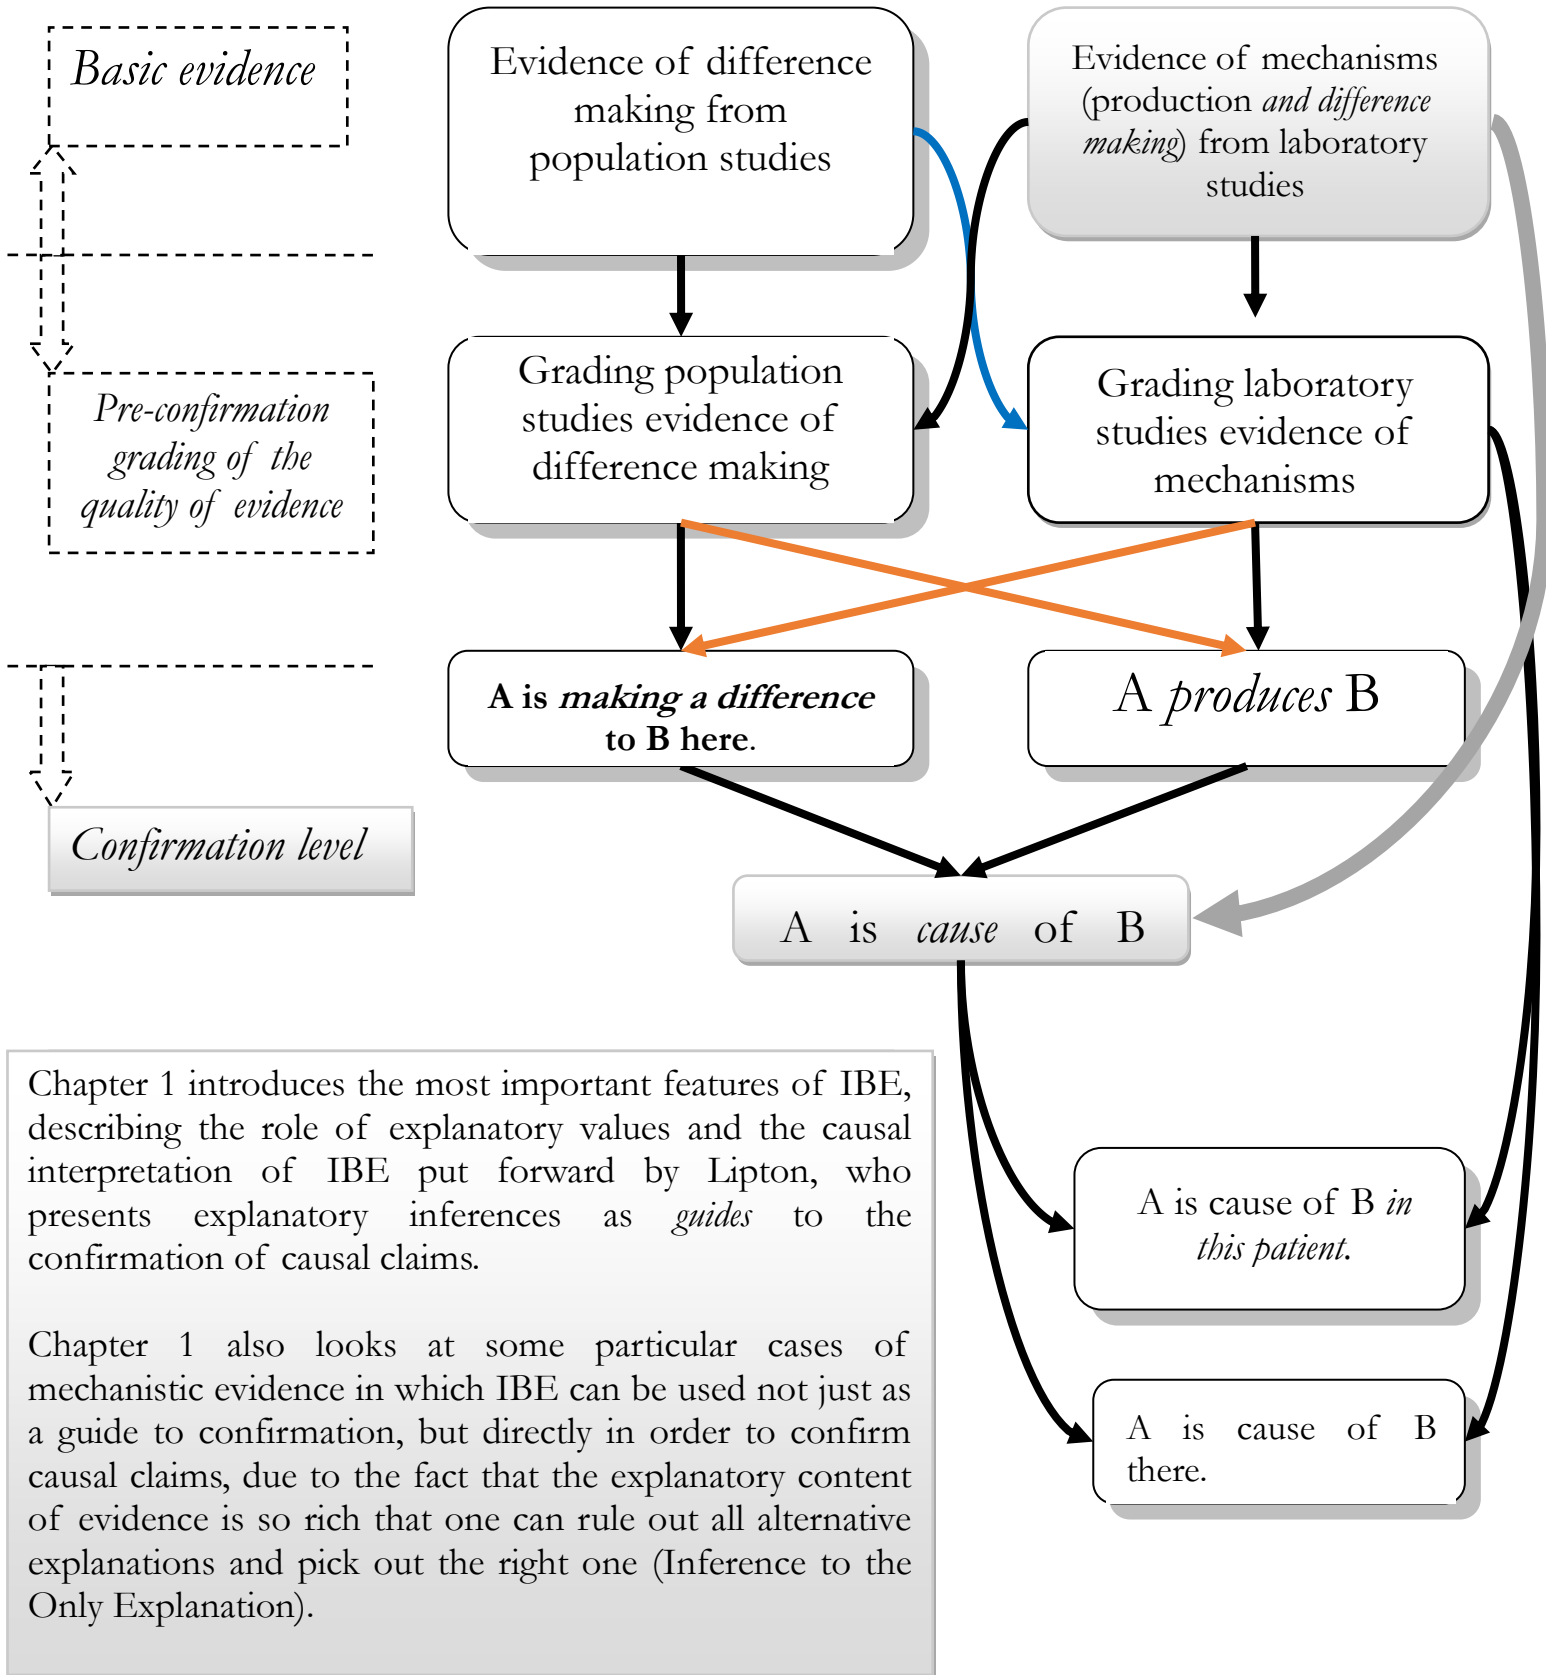 Basic evidence
Evidence of difference
making from
population studies
Evidence of mechanisms
(production and difference
making) from laboratory
studies
Pre-confirmation
grading of the
quality of evidence
Grading population
studies evidence of
difference making
Grading laboratory
studies evidence of
mechanisms
A is making a difference
to B here.
A produces B
Confirmation level
A is cause of B
Chapter 1 introduces the most important features of IBE,
describing the role of explanatory values and the causal
interpretation of IBE put forward by Lipton, who
presents explanatory inferences as guides to the
confirmation of causal claims.
Chapter 1 also looks at some particular cases of
mechanistic evidence in which IBE can be used not just as
a guide to confirmation, but directly in order to confirm
causal claims, due to the fact that the explanatory content
of evidence is so rich that one can rule out all alternative
explanations and pick out the right one (Inference to the
Only Explanation).
A is cause of B in
this patient.
A is cause of B
there.